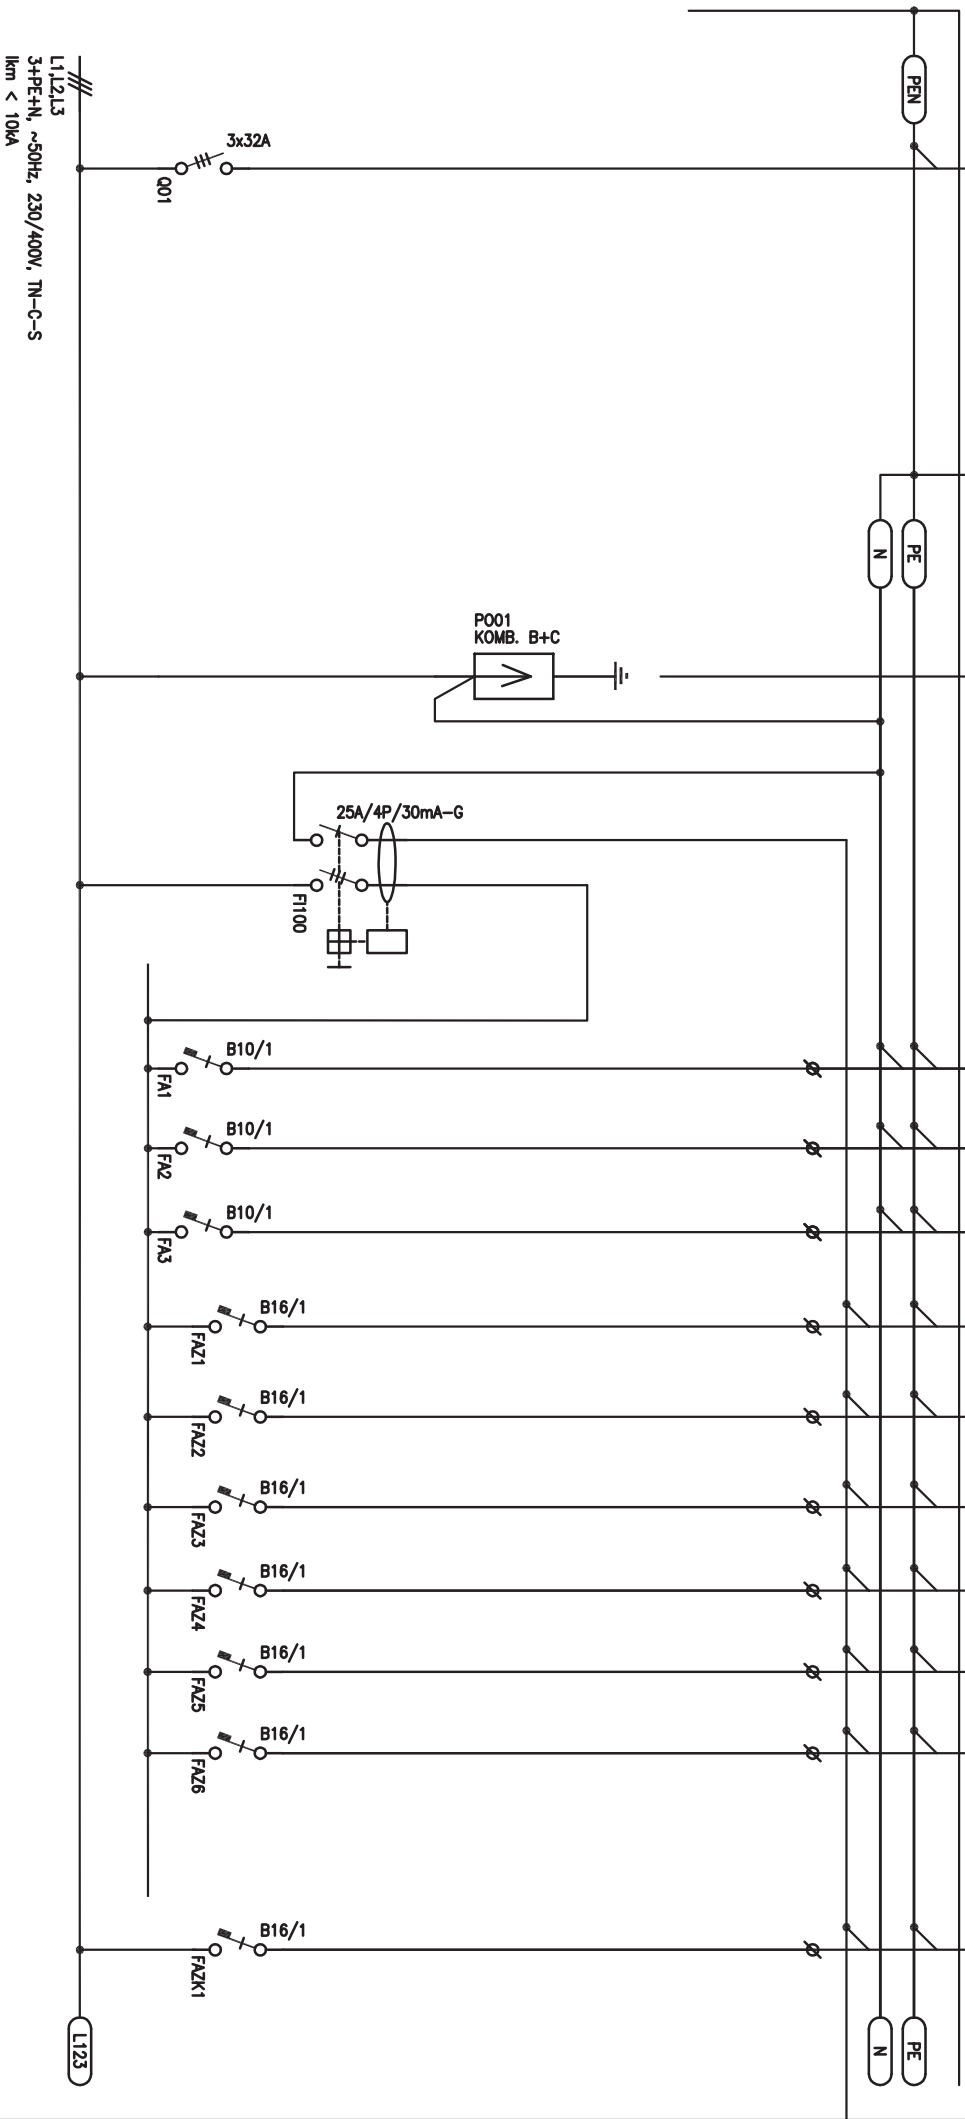 PEN
L1,L2,L3
3+PE+N, ~50Hz, 230/400V, TN-C-S
Ikm < 10kA
3x32A
Q01
N
PE
PO01
KOMB. B+C
25A/4P/30mA-G
FI100
B10/1
FA1
B10/1
FA2
B10/1
FA3
B16/1
FAZ1
B16/1
FAZ2
B16/1
FAZ3
B16/1
FAZ4
B16/1
FAZ5
B16/1
FAZ6
B16/1
FAZK1
L123
N
PE